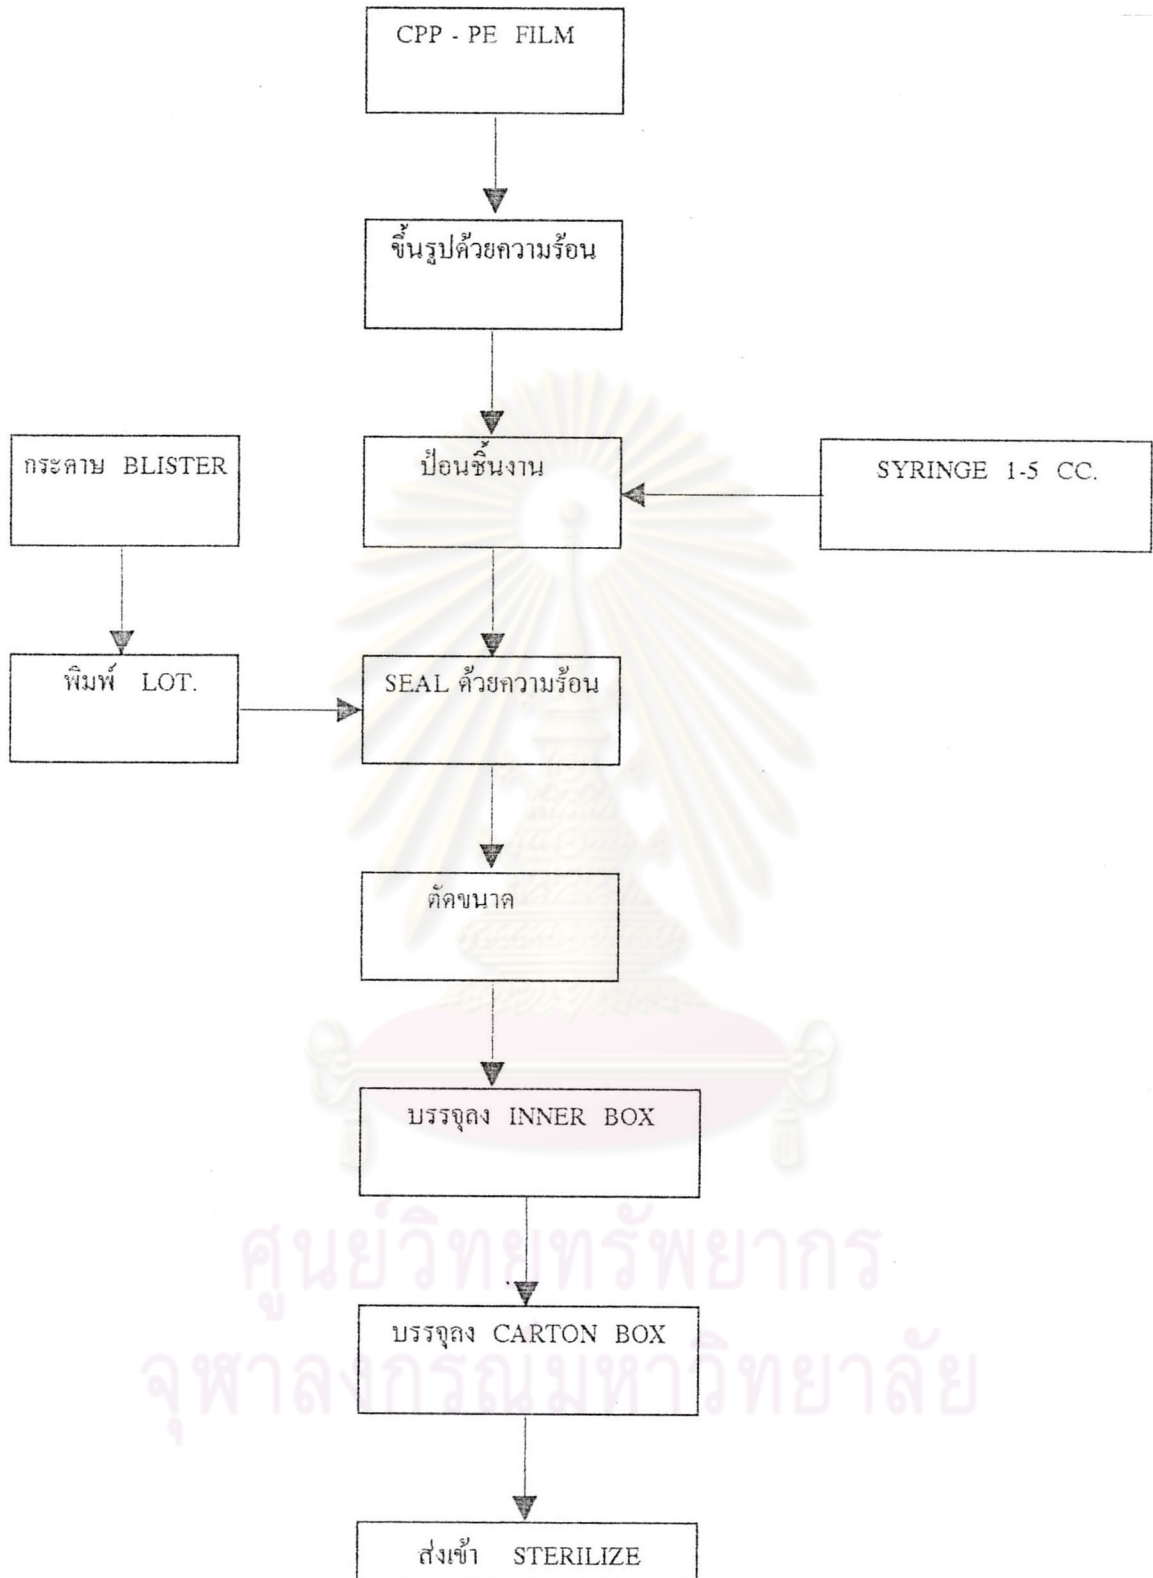 CPP - PE FILM
ขึ้นรูปด้วยความร้อน
กระดาษ BLISTER
ป้อนชิ้นงาน
SYRINGE 1-5 CC.
พิมพ์ LOT.
SEAL ด้วยความร้อน
ตัดขนาด
บรรจุลง INNER BOX
ศูนย์วิทยทรัพยากร
บรรจุลง CARTON BOX
จุฬาลงกรณ์มหาวิทยาลัย
ส่งเข้า STERILIZE